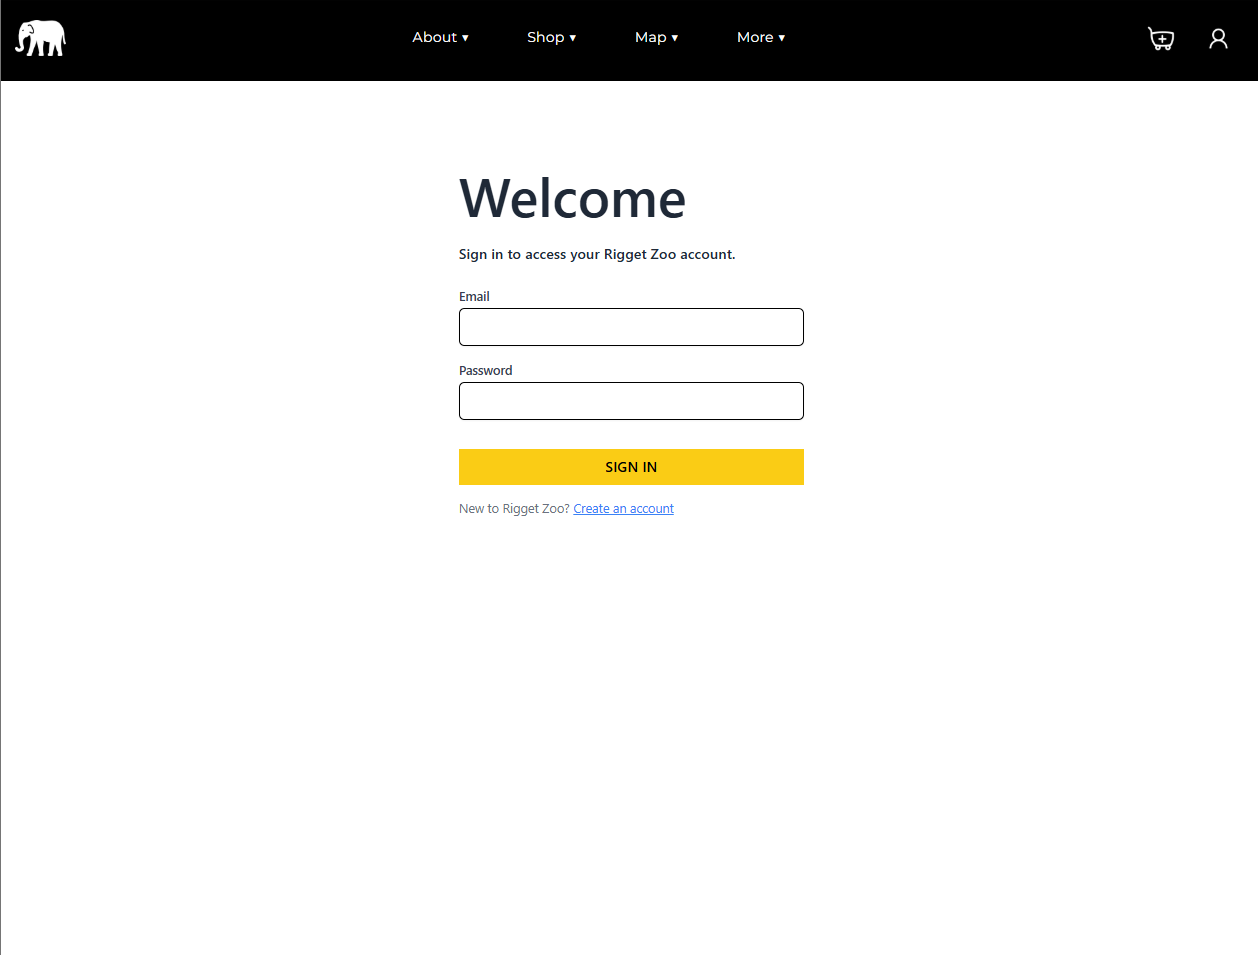 About ▾ Shop ▾ Map ▾ More ▾
Welcome
Sign in to access your Rigget Zoo account.
Email
Password
SIGN IN
New to Rigget Zoo? Create an account